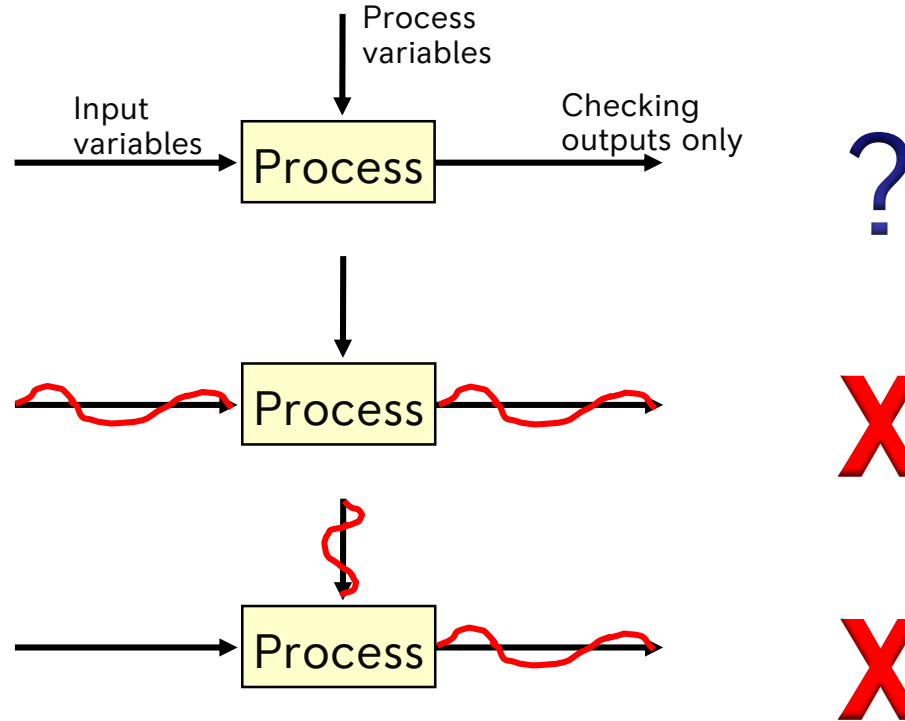 Process
variables
Input
variables
Checking
outputs only
Process
?
Process
X
Process
X